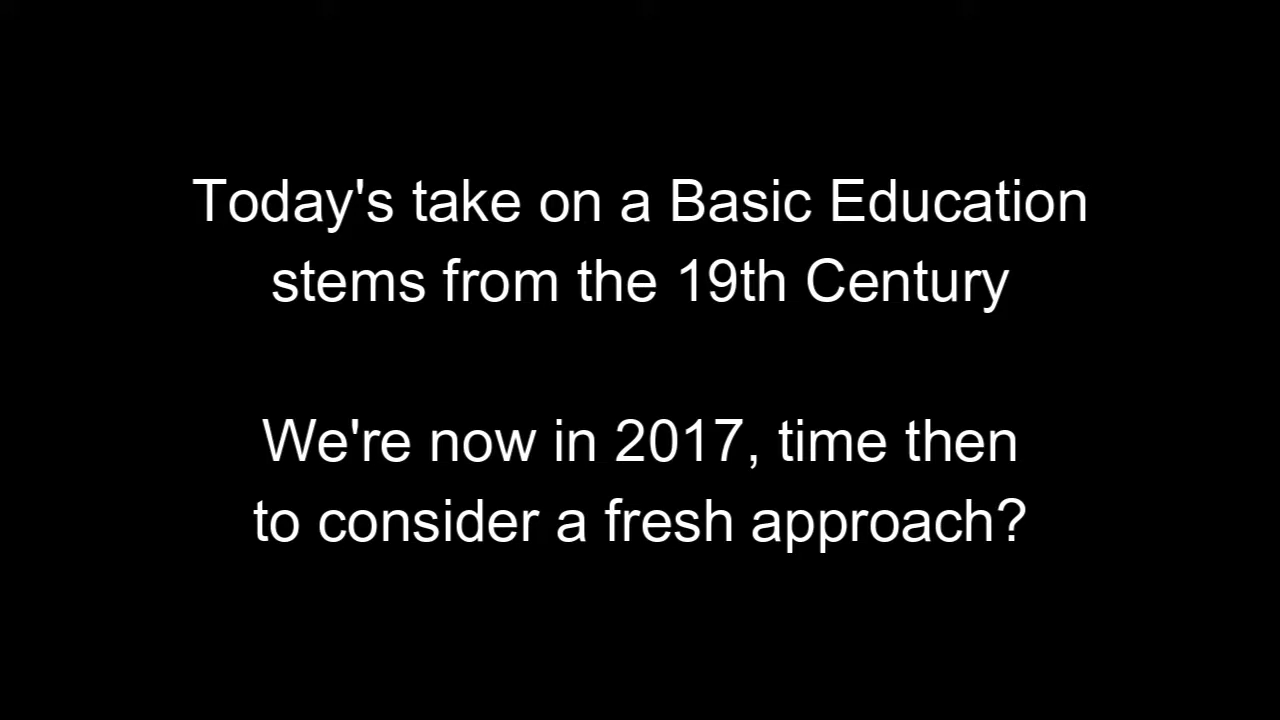 Today's take on a Basic Education
stems from the 19th Century
We're now in 2017, time then
to consider a fresh approach?